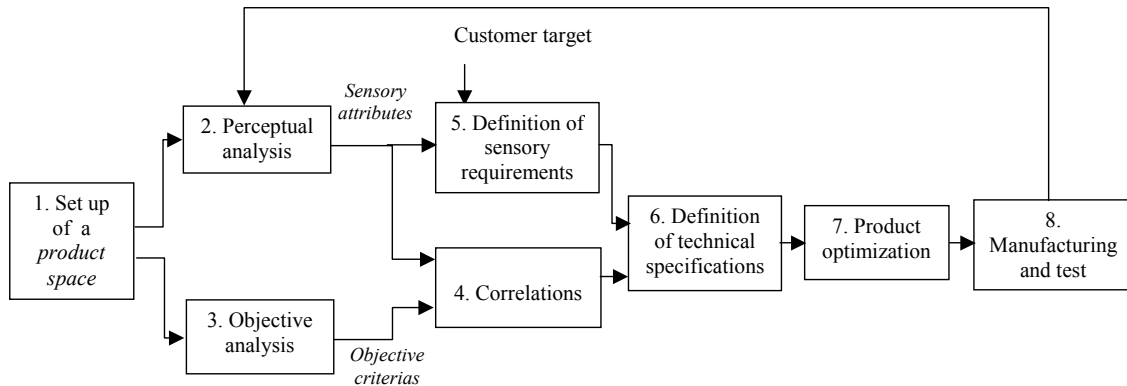 Customer target
Sensory
attributes
2. Perceptual
analysis
5. Definition of
sensory
requirements
1. Set up
of a
product
space
6. Definition
of technical
specifications
7. Product
optimization
8.
Manufacturing
and test
4. Correlations
3. Objective
analysis
Objective
criterias